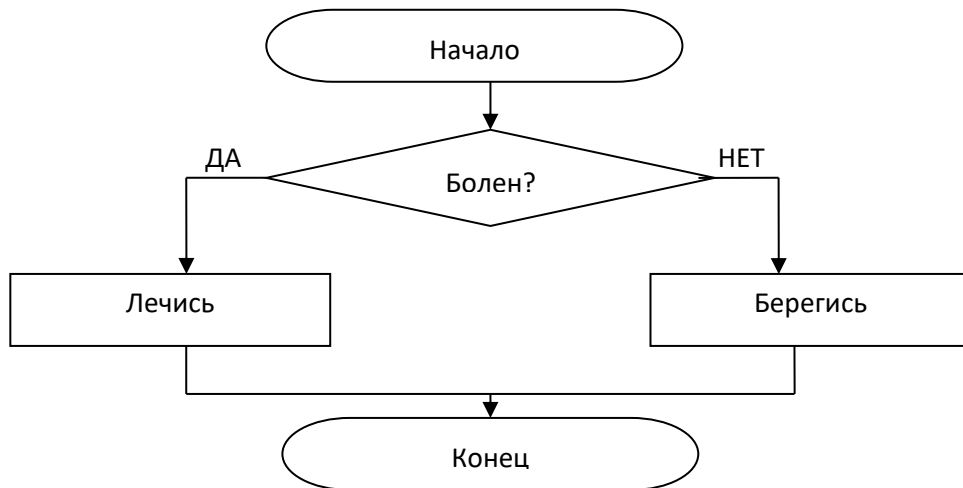 Начало
ДА
НЕТ
Болен?
Лечись
Берегись
Конец